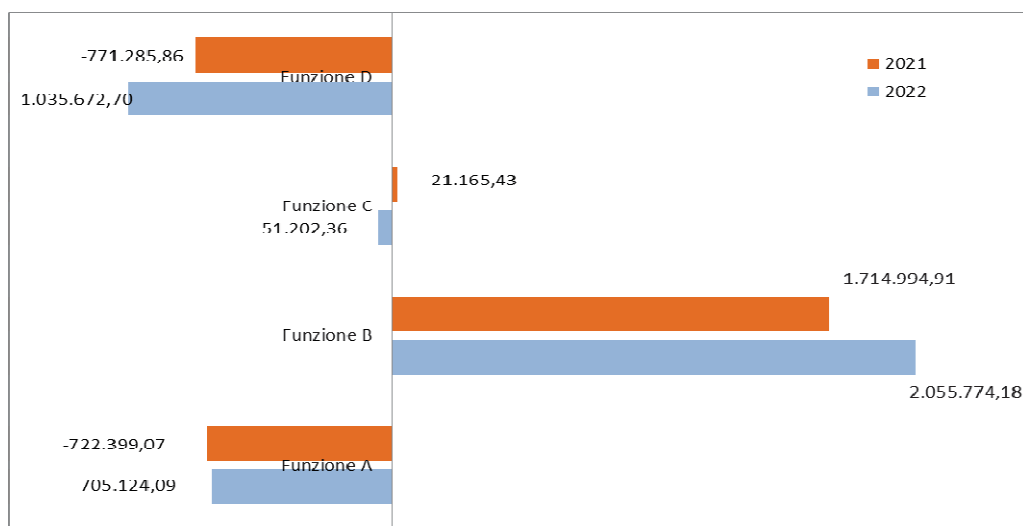 -771.285,86
Funzione D
1.035.672,70
2021
2022
21.165,43
Funzione C
51.202,36
1.714.994,91
Funzione B
2.055.774,18
-722.399,07
Funzione A
705.124,09